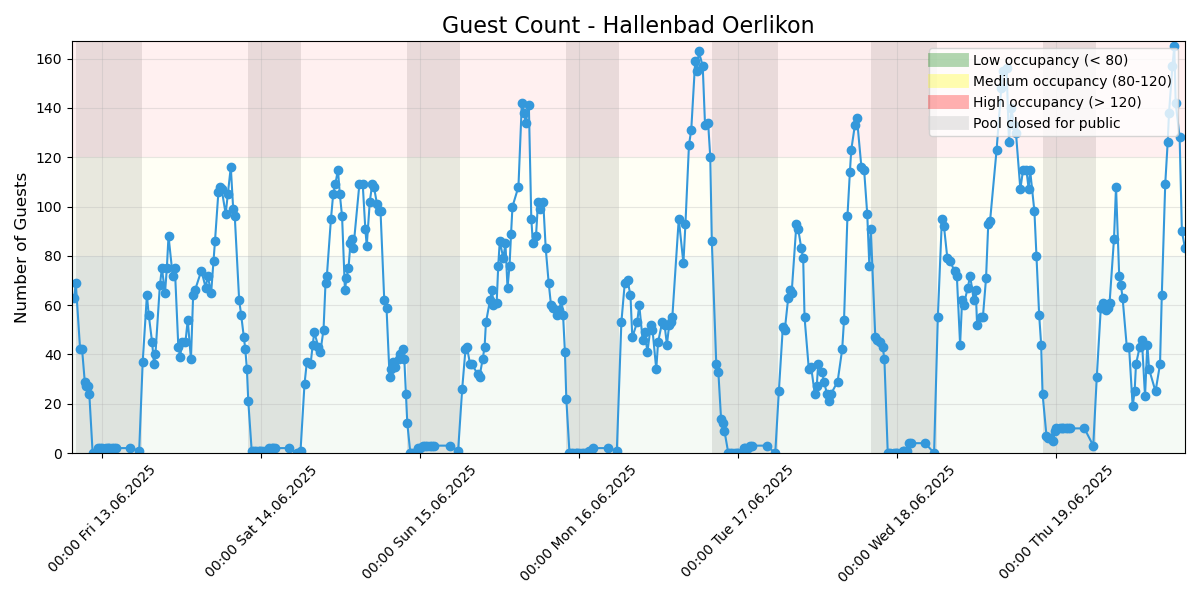 Guest Count - Hallenbad Oerlikon
Number of Guests
160
140
120
100
80
60
40
20
0
Low occupancy (< 80)
Medium occupancy (80-120)
High occupancy (> 120)
Pool closed for public
00:00 Fri 13.06.2025
00:00 Sat 14.06.2025
00:00 Sun 15.06.2025
00:00 Mon 16.06.2025
00:00 Tue 17.06.2025
00:00 Wed 18.06.2025
00:00 Thu 19.06.2025